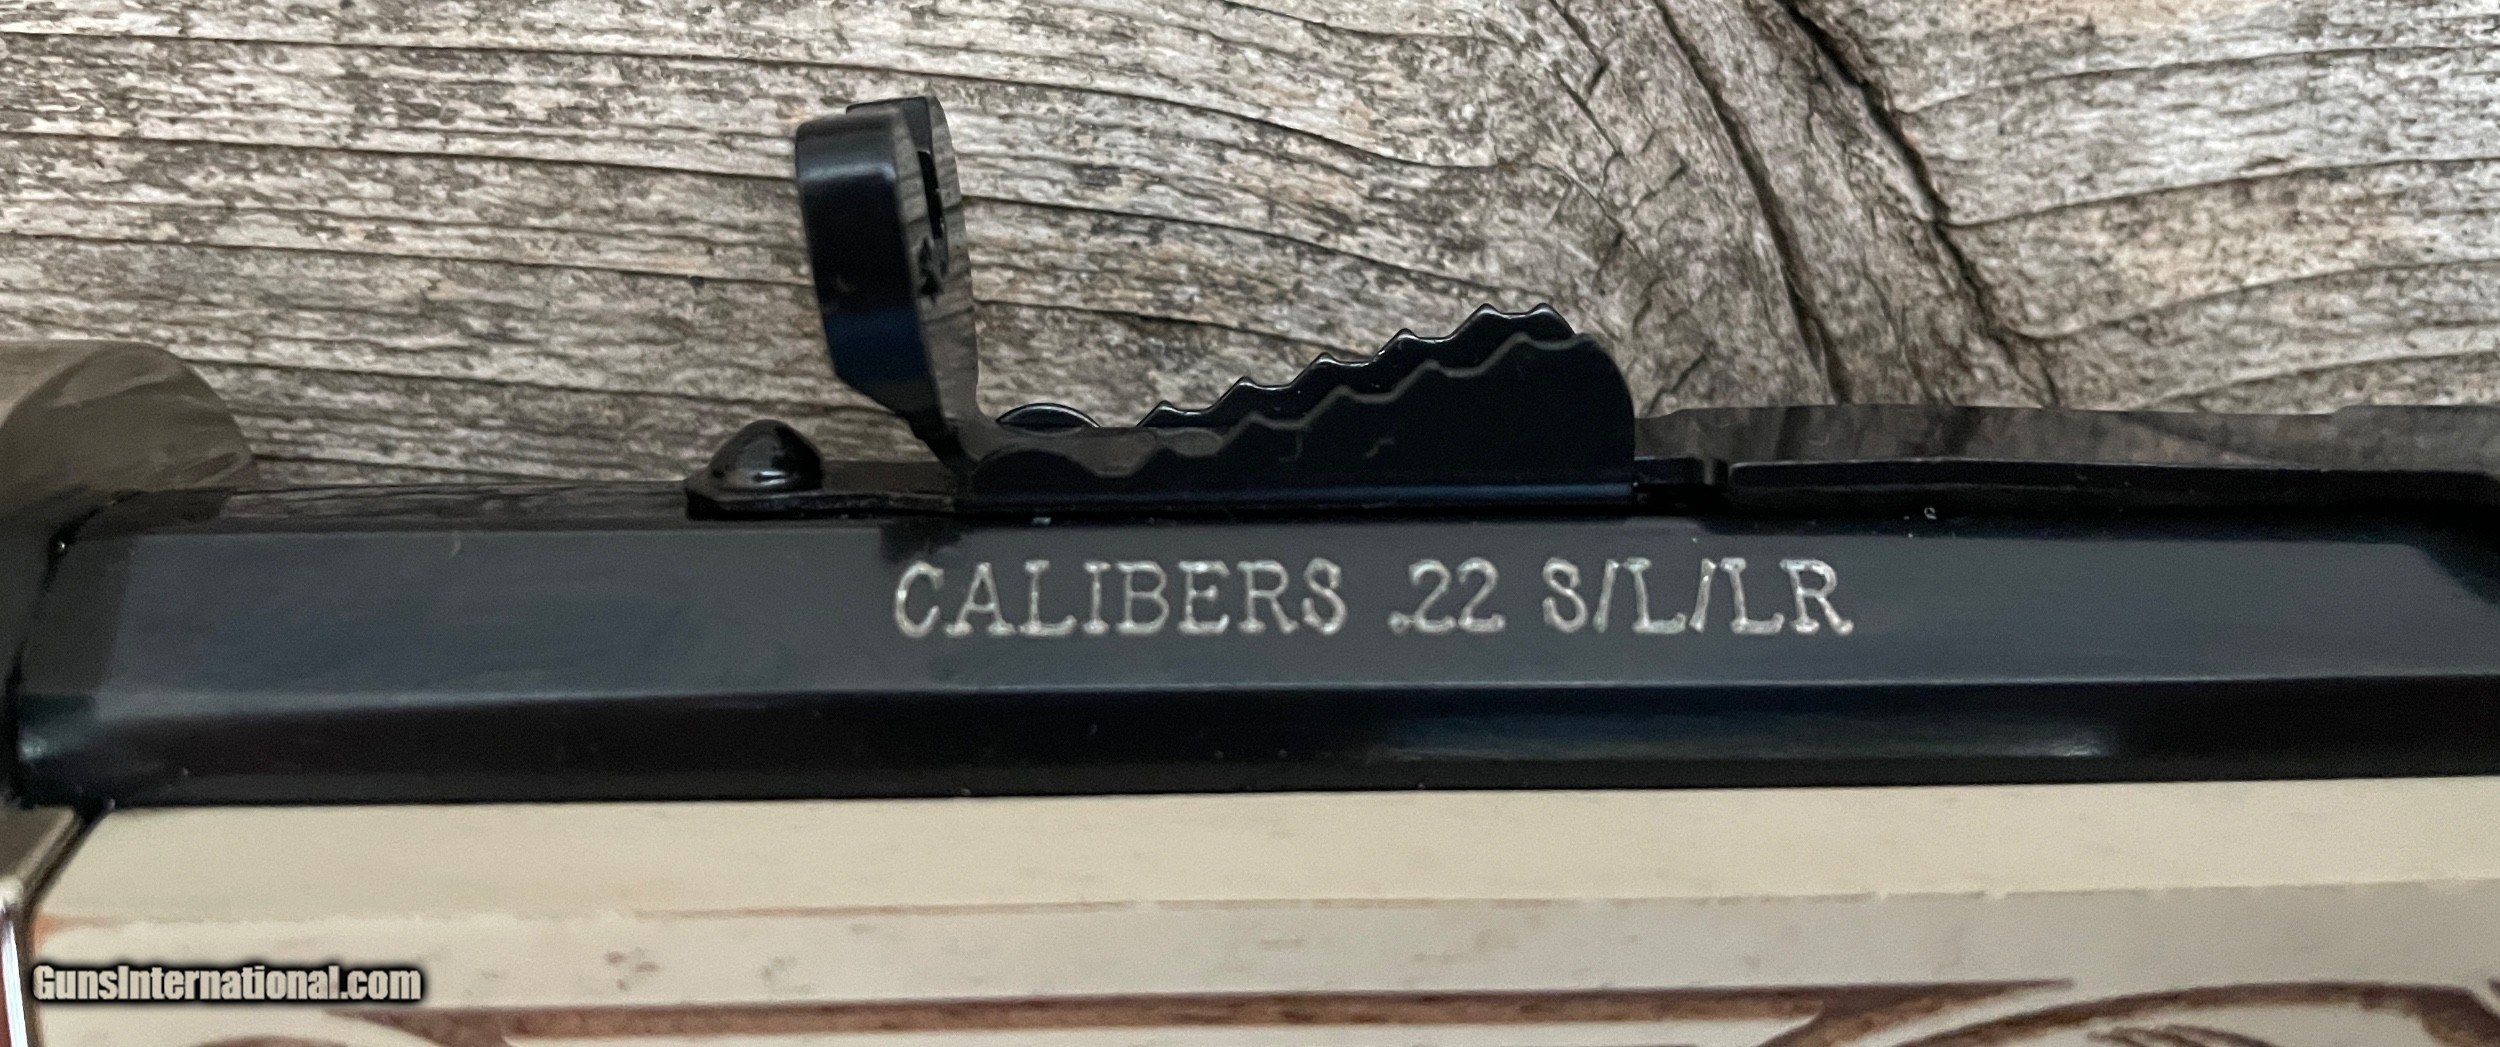 CALIBERS .22 S/L/LR
GunsInternational.com